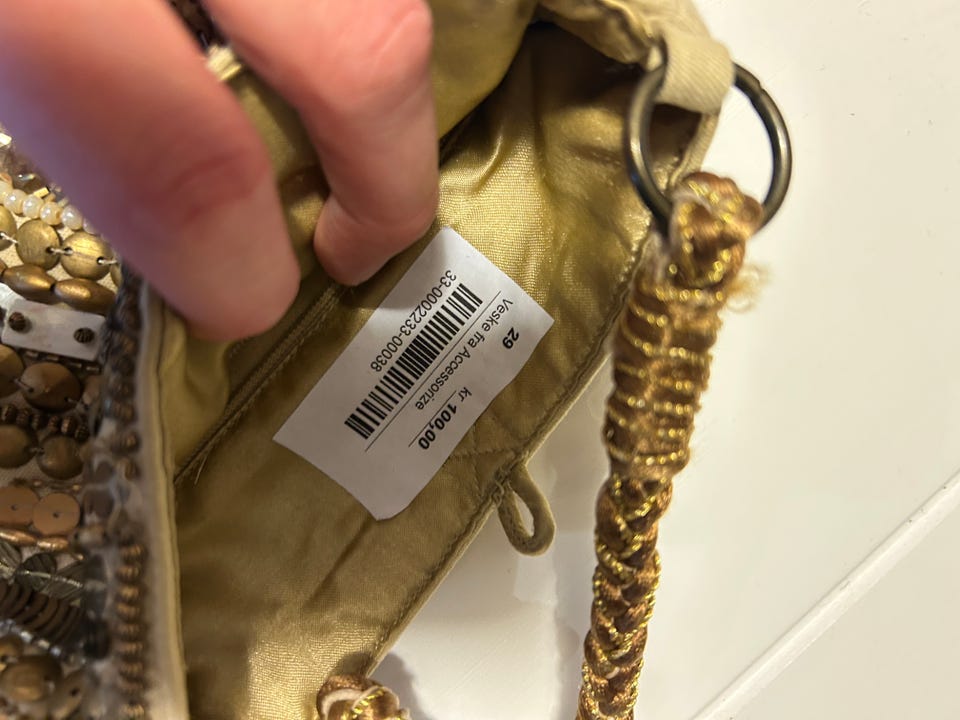 29
kr 100,00
Veske fra Accessorize
33-0002233-00038